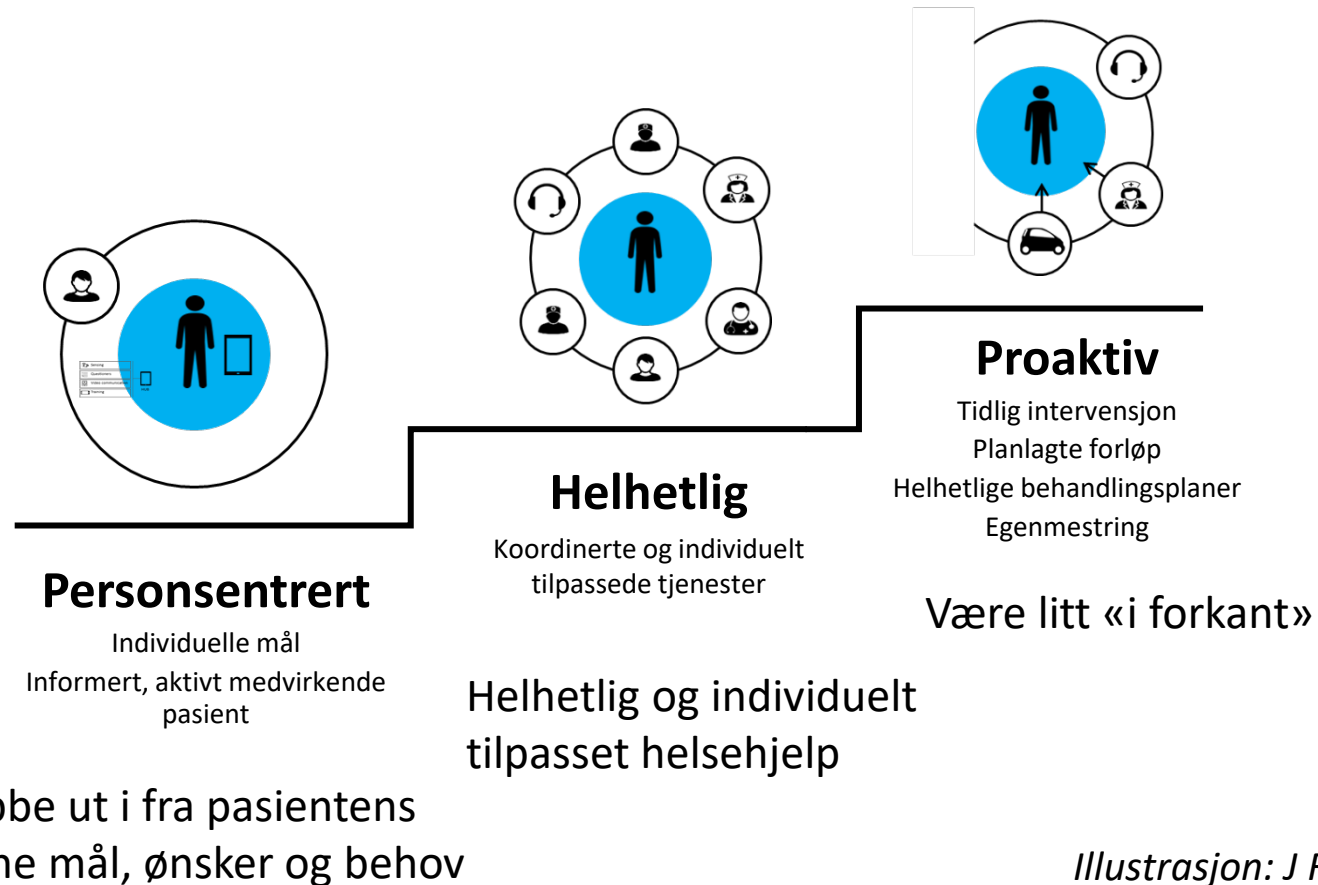 Personsentrert
Individuelle mål
Informert, aktivt medvirkende
pasient
Helhetlig
Koordinerte og individuelt
tilpassede tjenester
Proaktiv
Tidlig intervensjon
Planlagte forløp
Helhetlige behandlingsplaner
Egenmestring
Være litt «i forkant»
Helhetlig og individuelt
tilpasset helsehjelp
ut i fra pasientens
mål, ønsker og behov
Illustrasjon: J